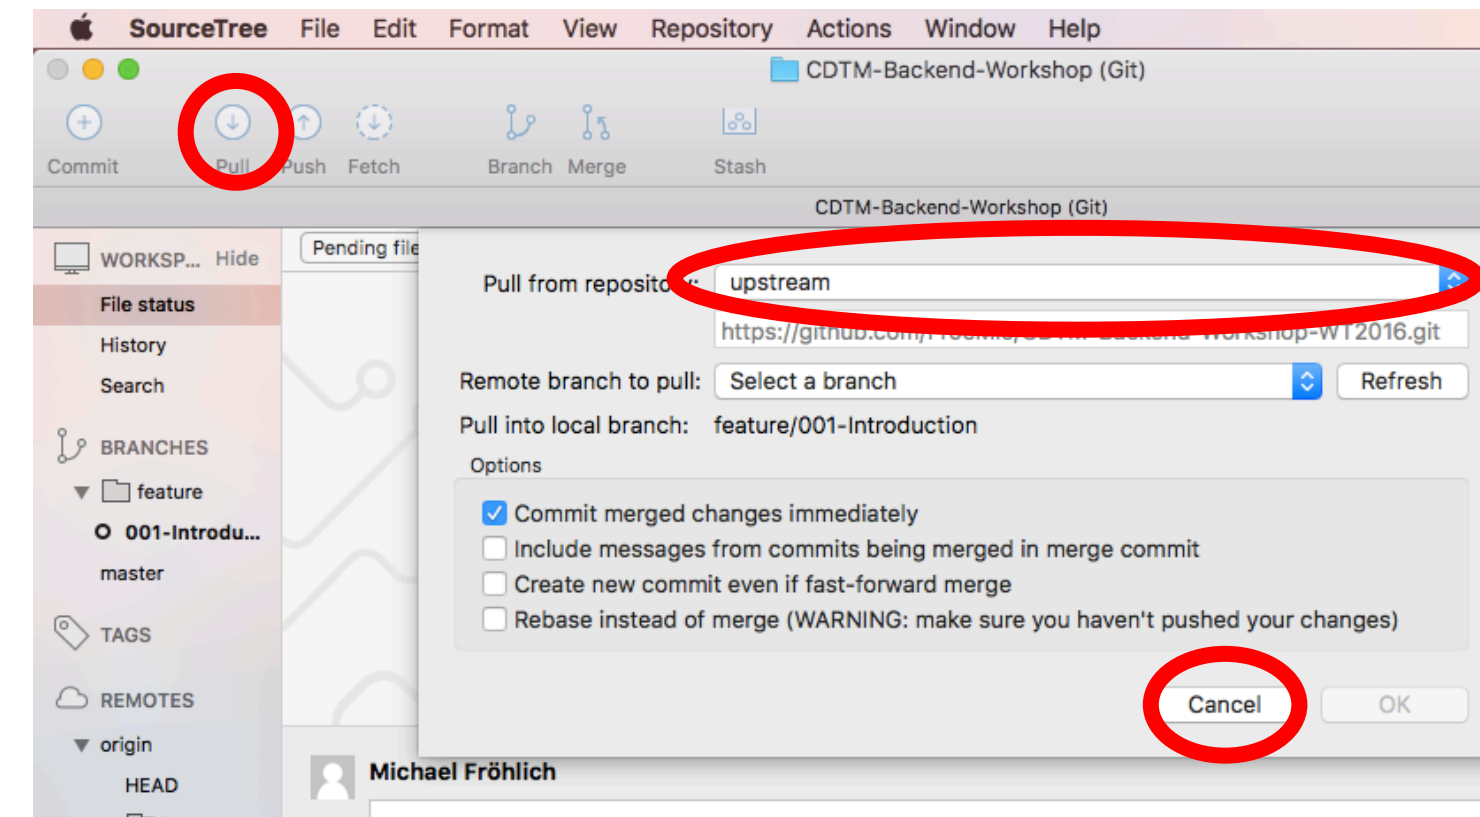 SourceTree File Edit Format View Repository Actions Window Help
CDTM-Backend-Workshop (Git)
Commit Pull Push Fetch Branch Merge Stash
CDTM-Backend-Workshop (Git)
WORKSP... Hide
Pending file
File status
History
Search
BRANCHES
feature
001-Introdu...
master
TAGS
REMOTES
origin
HEAD
Pull from repository: upstream
https://github.com/
CDTM-Backend-Workshop-WT2016.git
Remote branch to pull: Select a branch Refresh
Pull into local branch: feature/001-Introduction
Options
Commit merged changes immediately
Include messages from commits being merged in merge commit
Create new commit even if fast-forward merge
Rebase instead of merge (WARNING: make sure you haven't pushed your changes)
Cancel OK
Michael Fröhlich